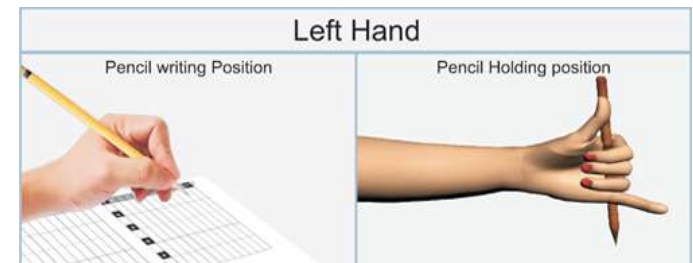 Left Hand
Pencil writing Position
Pencil Holding position